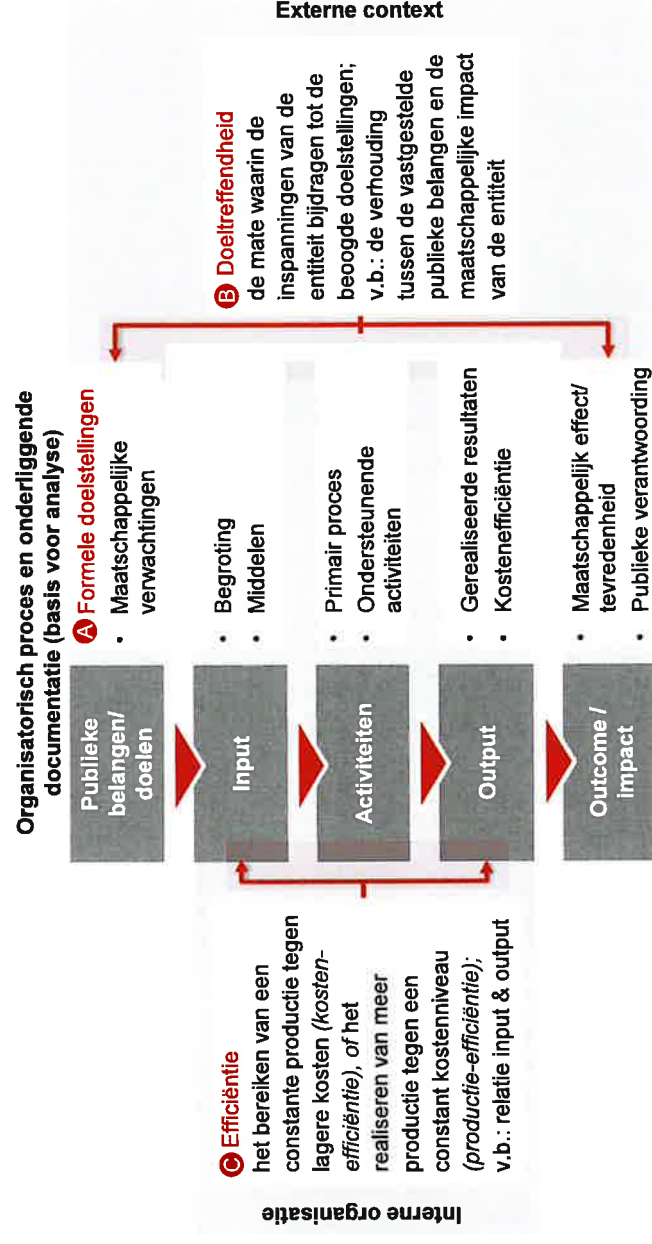 Organisatorisch proces en onderliggende
documentatie (basis voor analyse)
Externe context
Interne organisatie
Publieke
belangen/
doelen
A Formele doelstellingen
• Maatschappelijke
verwachtingen
Input
• Begroting
• Middelen
Activiteiten
• Primair proces
• Ondersteunende
activiteiten
Output
• Gerealiseerde resultaten
• Kostenefficiëntie
Outcome /
impact
• Maatschappelijk effect/
tevredenheid
• Publieke verantwoording
B Doeltreffendheid
de mate waarin de
inspanningen van de
entiteit bijdragen tot de
beoogde doelstellingen;
v.b.: de verhouding
tussen de vastgestelde
publieke belangen en de
maatschappelijke impact
van de entiteit
C Efficiëntie
het bereiken van een
constante productie tegen
lagere kosten (kosten-
efficiëntie), of het
realiseren van meer
productie tegen een
constant kostenniveau
(productie-efficiëntie);
v.b.: relatie input & output